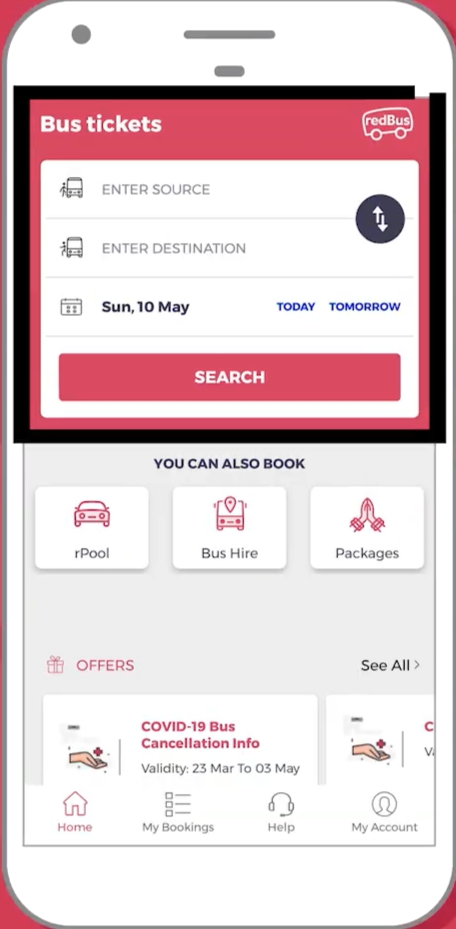 Bus tickets
redBus
ENTER SOURCE
ENTER DESTINATION
Sun, 10 May
TODAY TOMORROW
SEARCH
YOU CAN ALSO BOOK
rPool
Bus Hire
Packages
OFFERS
See All >
COVID-19 Bus
Cancellation Info
Validity: 23 Mar To 03 May
C
Va
Home
My Bookings
Help
My Account